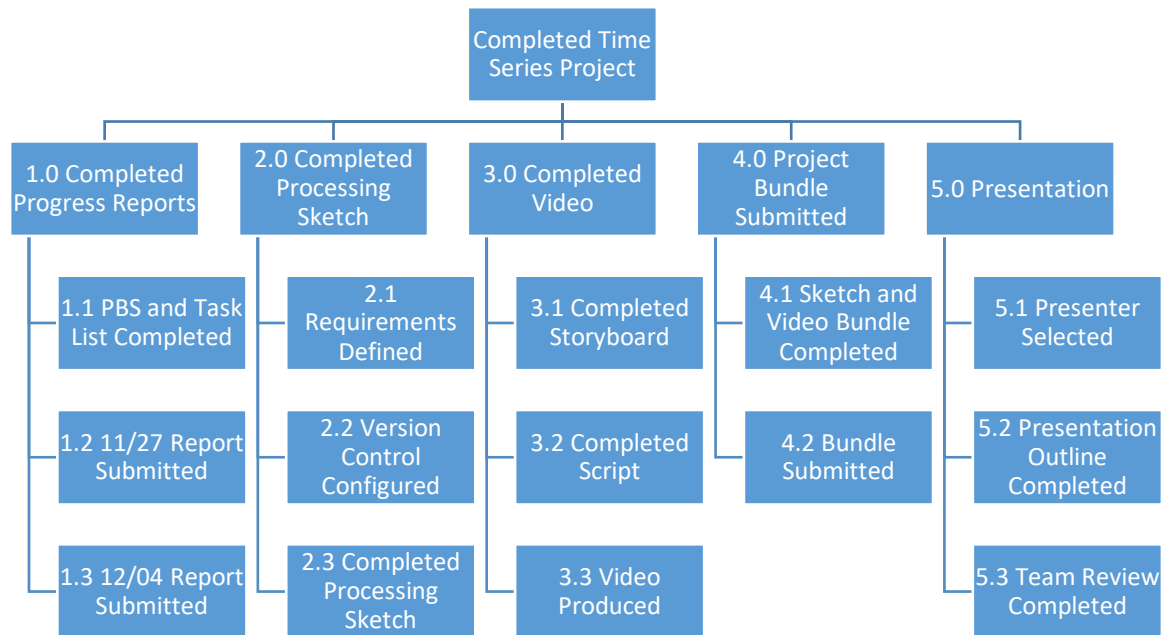 Completed Time
Series Project
1.0 Completed
Progress Reports
2.0 Completed
Processing
Sketch
3.0 Completed
Video
4.0 Project
Bundle
Submitted
5.0 Presentation
1.1 PBS and Task
List Completed
1.2 11/27 Report
Submitted
1.3 12/04 Report
Submitted
2.1
Requirements
Defined
2.2 Version
Control
Configured
2.3 Completed
Processing
Sketch
3.1 Completed
Storyboard
3.2 Completed
Script
3.3 Video
Produced
4.1 Sketch and
Video Bundle
Completed
4.2 Bundle
Submitted
5.1 Presenter
Selected
5.2 Presentation
Outline
Completed
5.3 Team Review
Completed